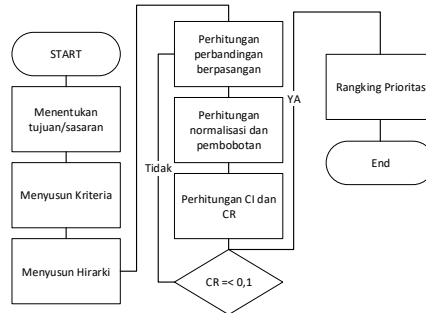 START
Menentukan
tujuan/sasaran
Menyusun Kriteria
Menyusun Hirarki
Perhitungan
perbandingan
berpasangan
Perhitungan
normalisasi dan
pembobotan
Tidak
Perhitungan CI dan
CR
CR =< 0,1
YA
Rangking Prioritas
End